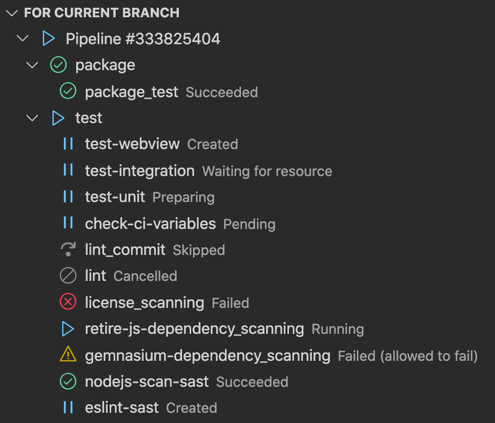 FOR CURRENT BRANCH
Pipeline #333825404
package
package_test Succeeded
test
test-webview Created
test-integration Waiting for resource
test-unit Preparing
check-ci-variables Pending
lint_commit Skipped
lint Cancelled
license_scanning Failed
retire-js-dependency_scanning Running
gemnasium-dependency_scanning Failed (allowed to fail)
nodejs-scan-sast Succeeded
eslint-sast Created